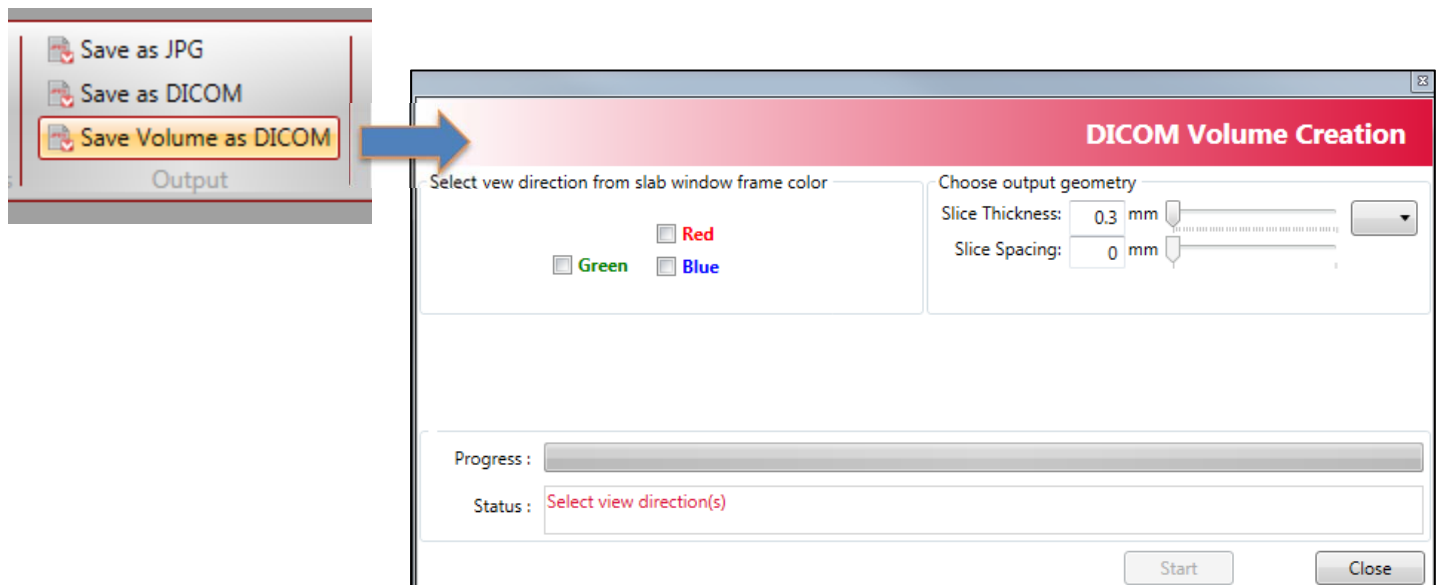 Save as JPG
Save as DICOM
Save Volume as DICOM
Output
DICOM Volume Creation
Select vew direction from slab window frame color
Red
Green
Blue
Choose output geometry
Slice Thickness: 0.3 mm
Slice Spacing: 0 mm
Progress :
Status : Select view direction(s)
Start
Close